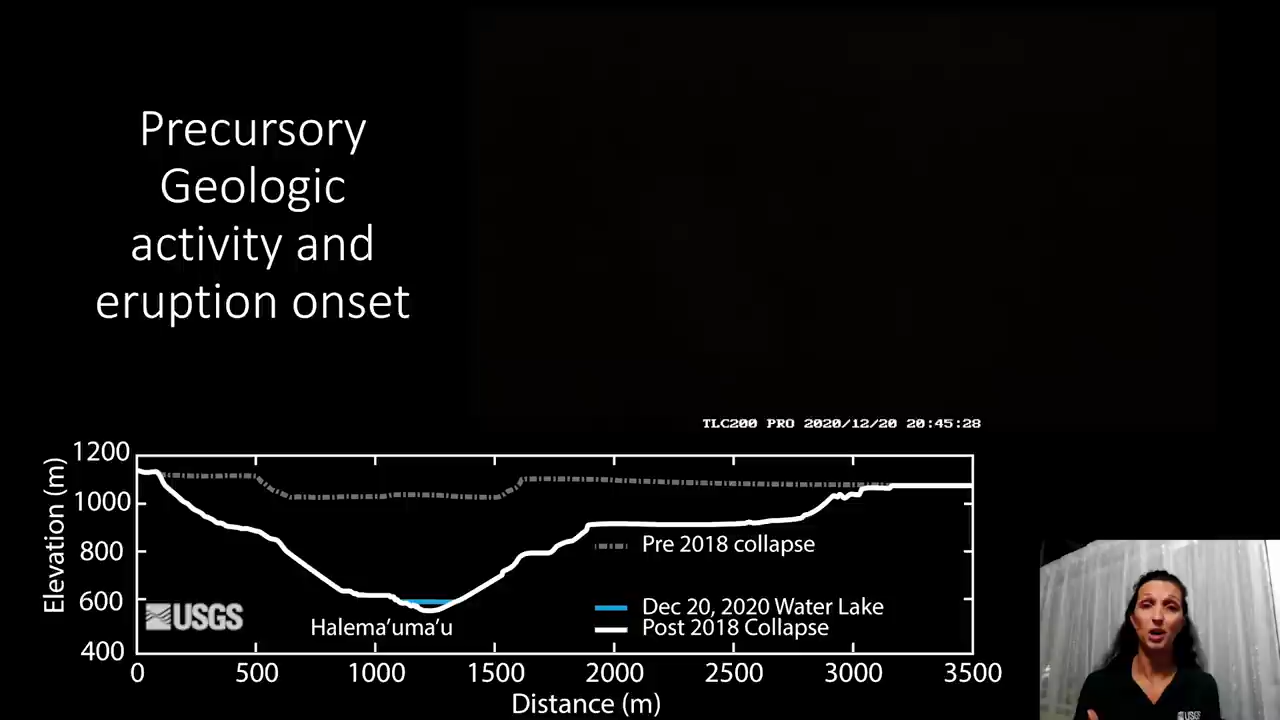 Precursory
Geologic
activity and
eruption onset
TLC200 PRO 2020/12/20 20:45:28
Elevation (m)
1200
1000
800
600
400
Pre 2018 collapse
Dec 20, 2020 Water Lake
Post 2018 Collapse
USGS
Halema’uma’u
0 500 1000 1500 2000 2500 3000 3500
Distance (m)
USGS